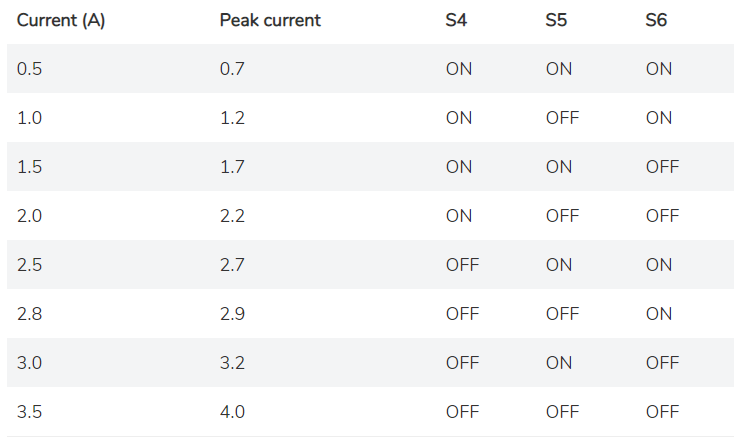 Current (A) Peak current S4 S5 S6
0.5 0.7 ON ON ON
1.0 1.2 ON OFF ON
1.5 1.7 ON ON OFF
2.0 2.2 ON OFF OFF
2.5 2.7 OFF ON ON
2.8 2.9 OFF OFF ON
3.0 3.2 OFF ON OFF
3.5 4.0 OFF OFF OFF